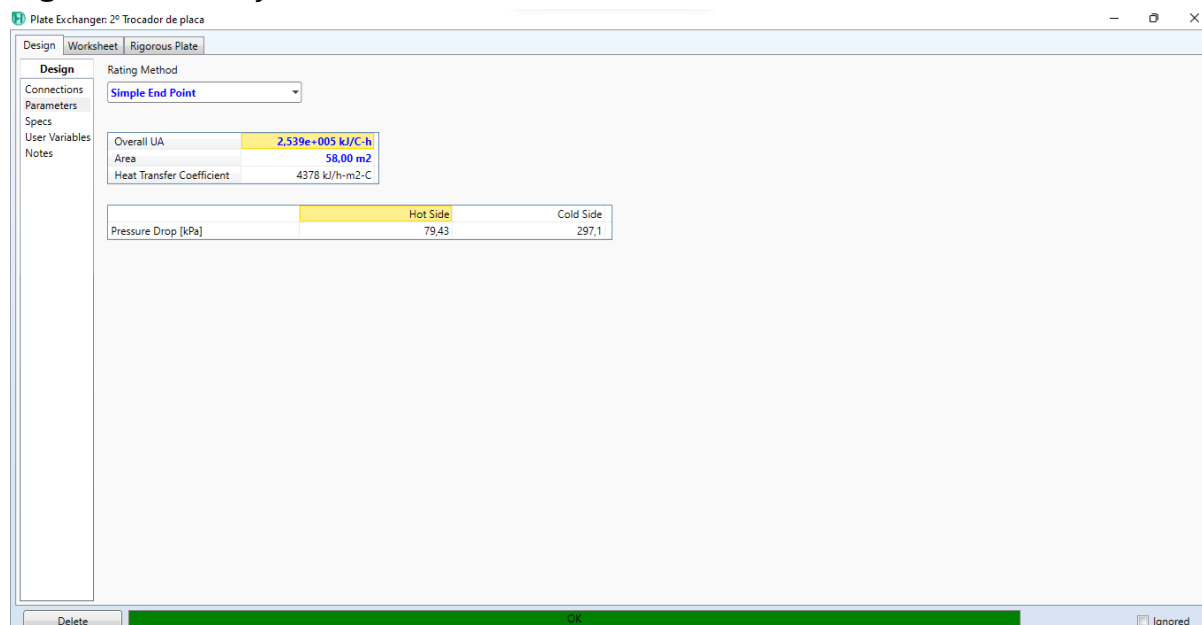 Plate Exchanger: 2º Trocador de placa
Design Worksheet Rigorous Plate
Design
Connections
Parameters
Specs
User Variables
Notes
Rating Method
Simple End Point
Overall UA 2,539e+005 kJ/C-h
Area 58,00 m2
Heat Transfer Coefficient 4378 kJ/h-m2-C
Hot Side Cold Side
Pressure Drop [kPa] 79,43 297,1
Delete OK Ignored